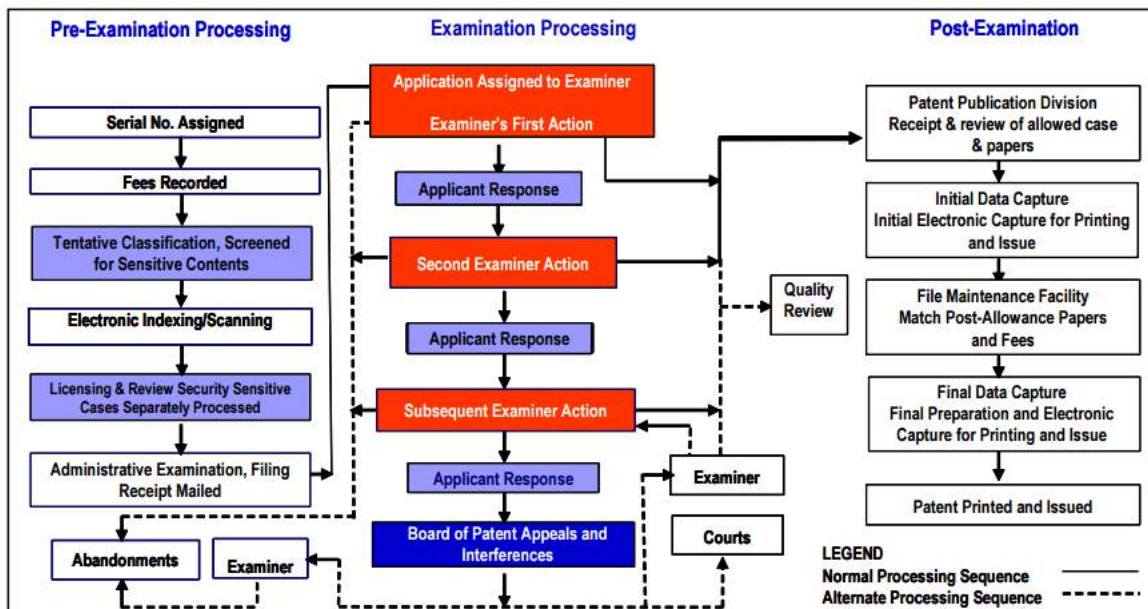 Pre-Examination Processing
Serial No. Assigned
Fees Recorded
Tentative Classification, Screened
for Sensitive Contents
Electronic Indexing/Scanning
Licensing & Review Security Sensitive
Cases Separately Processed
Administrative Examination, Filing
Receipt Mailed
Abandonments
Examiner
Examination Processing
Application Assigned to Examiner
Examiner's First Action
Applicant Response
Second Examiner Action
Applicant Response
Subsequent Examiner Action
Applicant Response
Board of Patent Appeals and
Interferences
Quality
Review
Examiner
Courts
Post-Examination
Patent Publication Division
Receipt & review of allowed case
& papers
Initial Data Capture
Initial Electronic Capture for Printing
and Issue
File Maintenance Facility
Match Post-Allowance Papers
and Fees
Final Data Capture
Final Preparation and Electronic
Capture for Printing and Issue
Patent Printed and Issued
LEGEND
Normal Processing Sequence
Alternate Processing Sequence